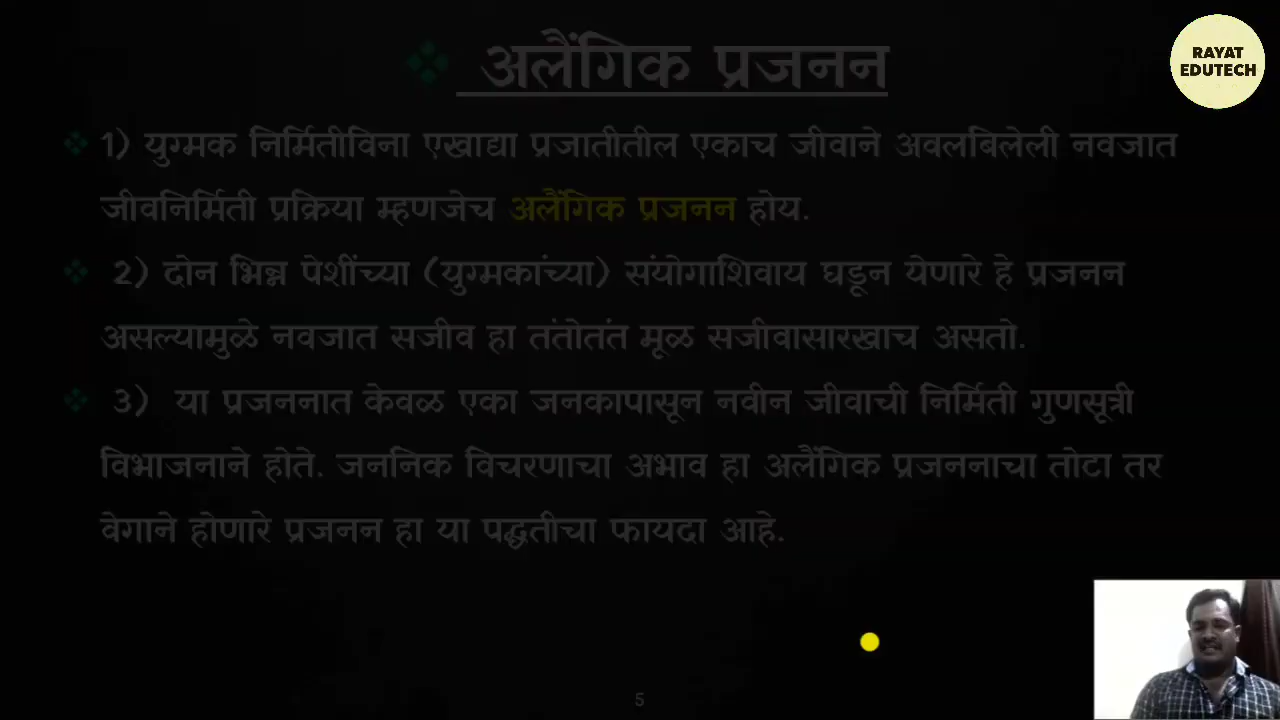 अलैंगिक प्रजनन
RAYAT
EDUTECH
1) युग्मक निर्मितीविना एखाद्या प्रजातीतील एकाच जीवाने अवलबिलेली नवजात
जीवनिर्मिती प्रक्रिया म्हणजेच अलैंगिक प्रजनन होय.
2) दोन भिन्न पेशींच्या (युग्मकांच्या) संयोगाशिवाय घडून येणारे हे प्रजनन
असल्यामुळे नवजात सजीव हा तंतोतंत मूळ सजीवासारखाच असतो.
3) या प्रजननात केवळ एका जनकापासून नवीन जीवाची निर्मिती गुणसूत्री
विभाजनाने होते. जननिक विचरणाचा अभाव हा अलैंगिक प्रजननाचा तोटा तर
वेगाने होणारे प्रजनन हा या पद्धतीचा फायदा आहे.
5